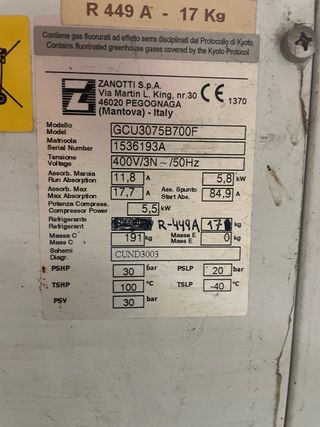 R 449 A - 17 Kg
Contiene gas fluorurati ad effetto serra disciplinati dal Protocollo di Kyoto
Contains fluorinated greenhouse gases covered by the Kyoto Protocol
ZANOTTI S.p.A.
Via Martin L. King, nr.30
46020 PEGOGNAGA
(Mantova) - Italy
CE 1370
Modello
Model GCU3075B700F
Matricola
Serial Number 1536193A
Tensione
Voltage 400V/3N~/50Hz
Assorb. Marcia
Run Absorption 11,8 A 5,8 kW
Assorb. Max Ass. Spunto
Max Absorption 17,7 A Start Abs. 84,9 A
Potenza Compress.
Compressor Power 5,5 kW
Refrigerante
Refrigerant R-449A 17 kg
Massa C Massa E
Mass C 191 kg Mass E 0 kg
Schemi
Diagr. CUND3003
PSHP 30 bar PSLP 20 bar
TSHP 100 °C TSLP -40 °C
PSV 30 bar